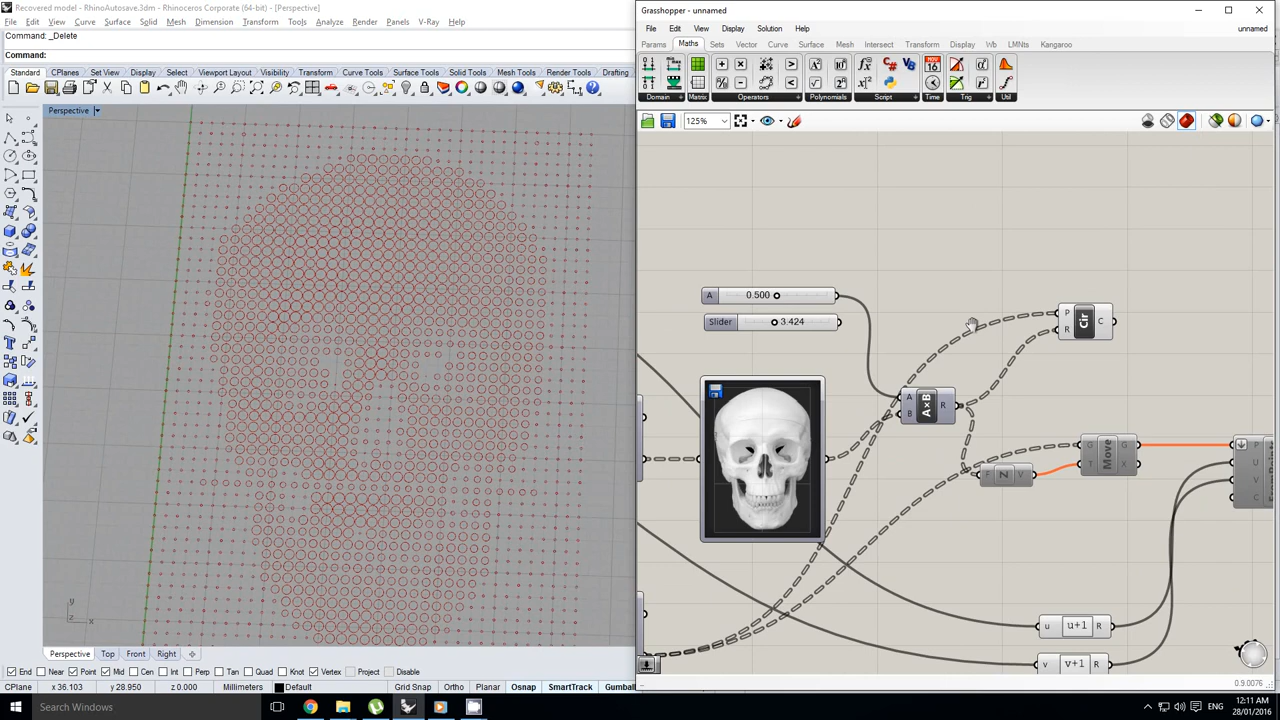 Recovered model - RhinoAutosave.3dm - Rhinoceros Corporate (64-bit) - [Perspective]
File Edit View Curve Surface Solid Mesh Dimension Transform Tools Analyze Render Panels V-Ray Help
Command: _Delete
Command:
Standard CPlanes Set View Display Select Viewport Layout Visibility Transform Curve Tools Surface Tools Solid Tools Mesh Tools Render Tools Drafting
Perspective
y
z x
Perspective Top Front Right
End Near Point Mid Cen Int Perp Tan Quad Knot Vertex Project Disable
CPlane x 36.103 y 28.950 z 0.000 Millimeters Default Grid Snap Ortho Planar Osnap SmartTrack Gumball
Grasshopper - unnamed
File Edit View Display Solution Help unnamed
Params Maths Sets Vector Curve Surface Mesh Intersect Transform Display Wb LMNts Kangaroo
Domain Matrix Operators Polynomials Script Time Trig Util
125%
A 0.500
Slider 3.424
P R Cir C
A B A×B R
G T Move G X
F Z V
P U V C
u u+1 R
v v+1 R
0.9.0076
Search Windows
ENG 12:11 AM 28/01/2016